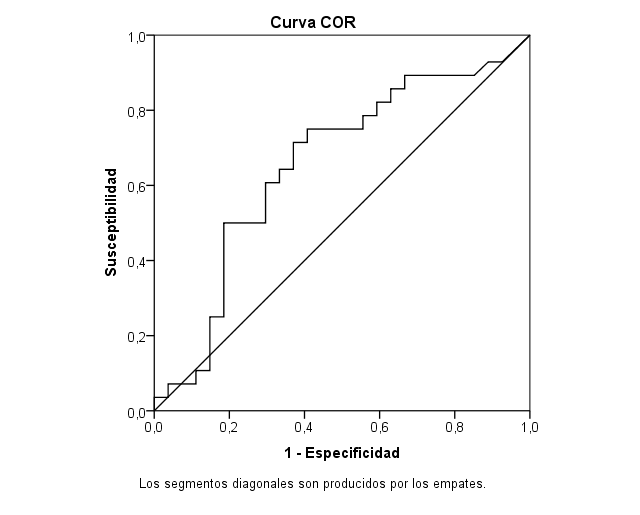 Curva COR
1,0
0,8
0,6
0,4
0,2
0,0
Susceptibilidad
0,0 0,2 0,4 0,6 0,8 1,0
1 - Especificidad
Los segmentos diagonales son producidos por los empates.